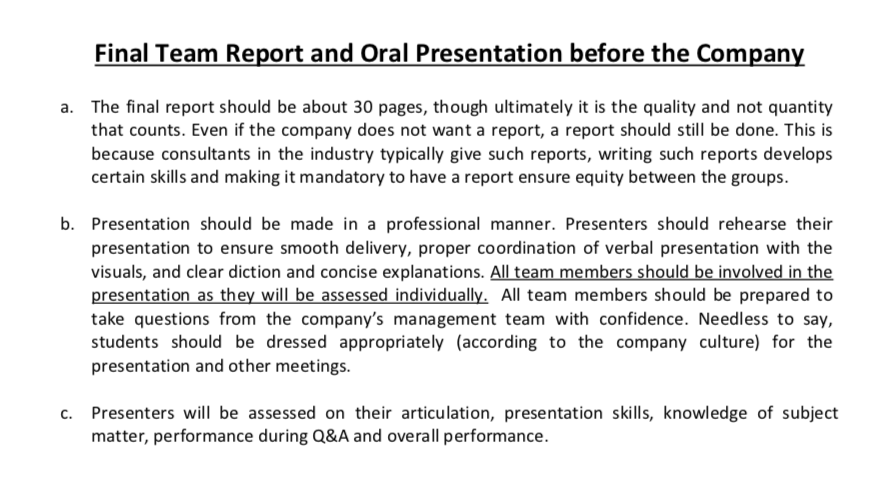 Final Team Report and Oral Presentation before the Company
a. The final report should be about 30 pages, though ultimately it is the quality and not quantity
that counts. Even if the company does not want a report, a report should still be done. This is
because consultants in the industry typically give such reports, writing such reports develops
certain skills and making it mandatory to have a report ensure equity between the groups.
b. Presentation should be made in a professional manner. Presenters should rehearse their
presentation to ensure smooth delivery, proper coordination of verbal presentation with the
visuals, and clear diction and concise explanations. All team members should be involved in the
presentation as they will be assessed individually. All team members should be prepared to
take questions from the company’s management team with confidence. Needless to say,
students should be dressed appropriately (according to the company culture) for the
presentation and other meetings.
c. Presenters will be assessed on their articulation, presentation skills, knowledge of subject
matter, performance during Q&A and overall performance.